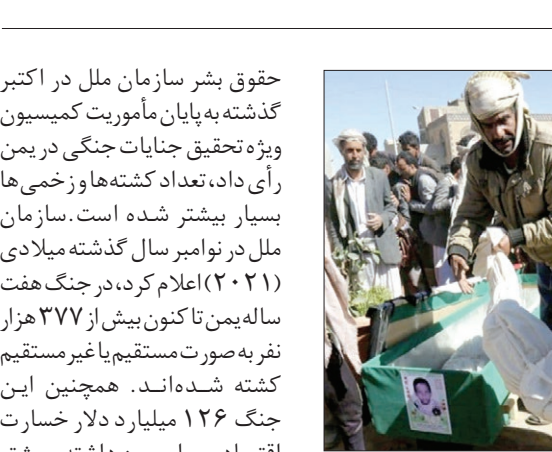 حقوق بشر سازمان ملل در اکتبر
گذشته به پایان مأموریت کمیسیون
ویژه تحقیق جنایات جنگی در یمن
رأی داد، تعداد کشته‌ها و زخمی‌ها
بسیار بیشتر شده است. سازمان
ملل در نوامبر سال گذشته میلادی
(۲۰۲۱) اعلام کرد، در جنگ هفت
ساله یمن تا کنون بیش از ۳۷۷ هزار
نفر به صورت مستقیم یا غیر مستقیم
کشته شده‌اند. همچنین این
جنگ ۱۲۶ میلیارد دلار خسارت